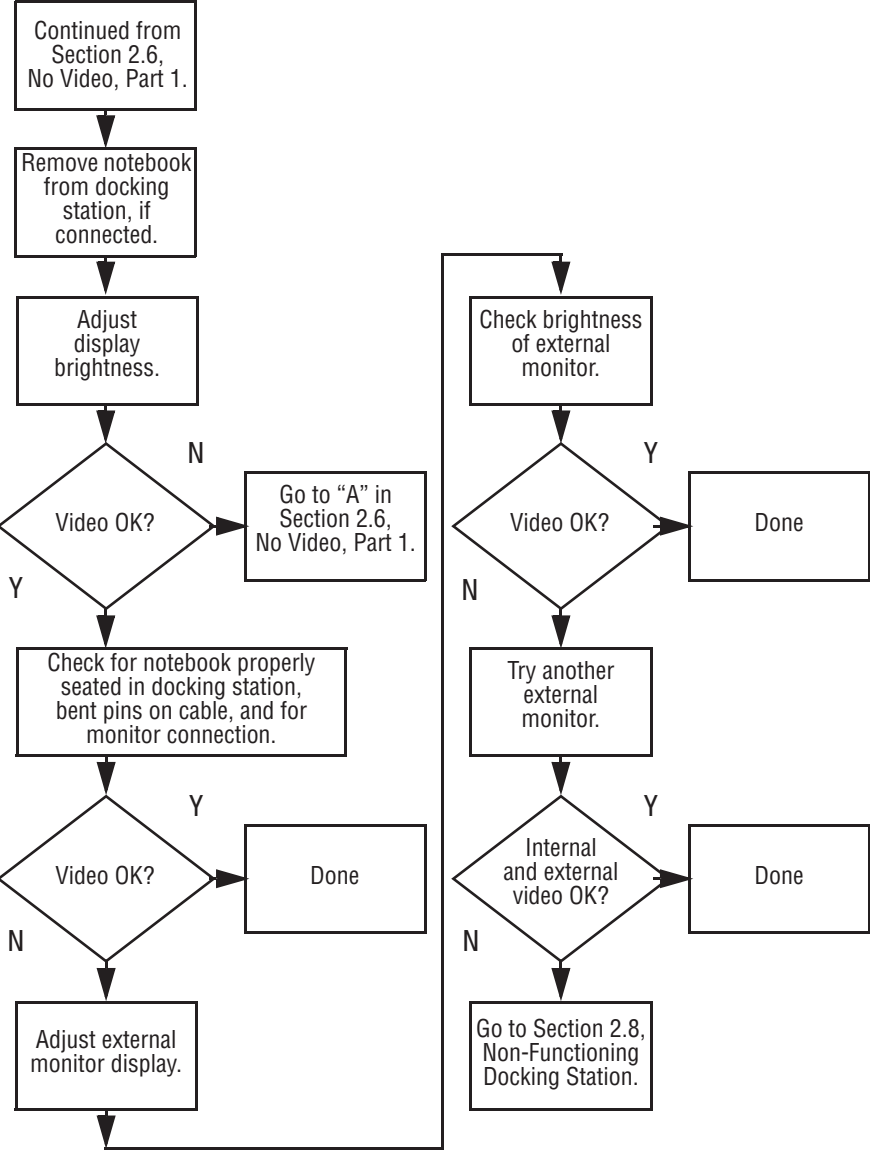 Continued from
Section 2.6,
No Video, Part 1.
Remove notebook
from docking
station, if
connected.
Adjust
display
brightness.
Video OK?
N
Y
Go to “A” in
Section 2.6,
No Video, Part 1.
Check for notebook properly
seated in docking station,
bent pins on cable, and for
monitor connection.
Video OK?
Y
N
Done
Adjust external
monitor display.
Check brightness
of external
monitor.
Video OK?
Y
N
Done
Try another
external
monitor.
Internal
and external
video OK?
Y
N
Done
Go to Section 2.8,
Non-Functioning
Docking Station.